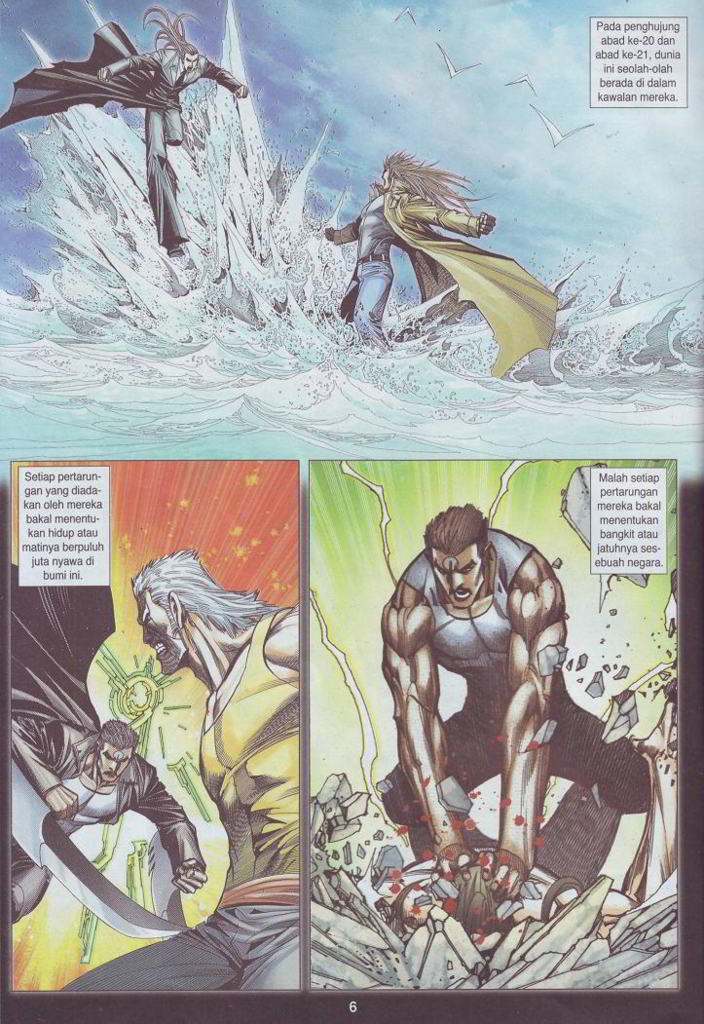 Pada penghujung
abad ke-20 dan
abad ke-21, dunia
ini seolah-olah
berada di dalam
kawalan mereka.
Setiap pertarun-
gan yang diada-
kan oleh mereka
bakal menentu-
kan hidup atau
matinya berpuluh
juta nyawa di
bumi ini.
Malah setiap
pertarungan
mereka bakal
menentukan
bangkit atau
jatuhnya ses-
ebuah negara.
6